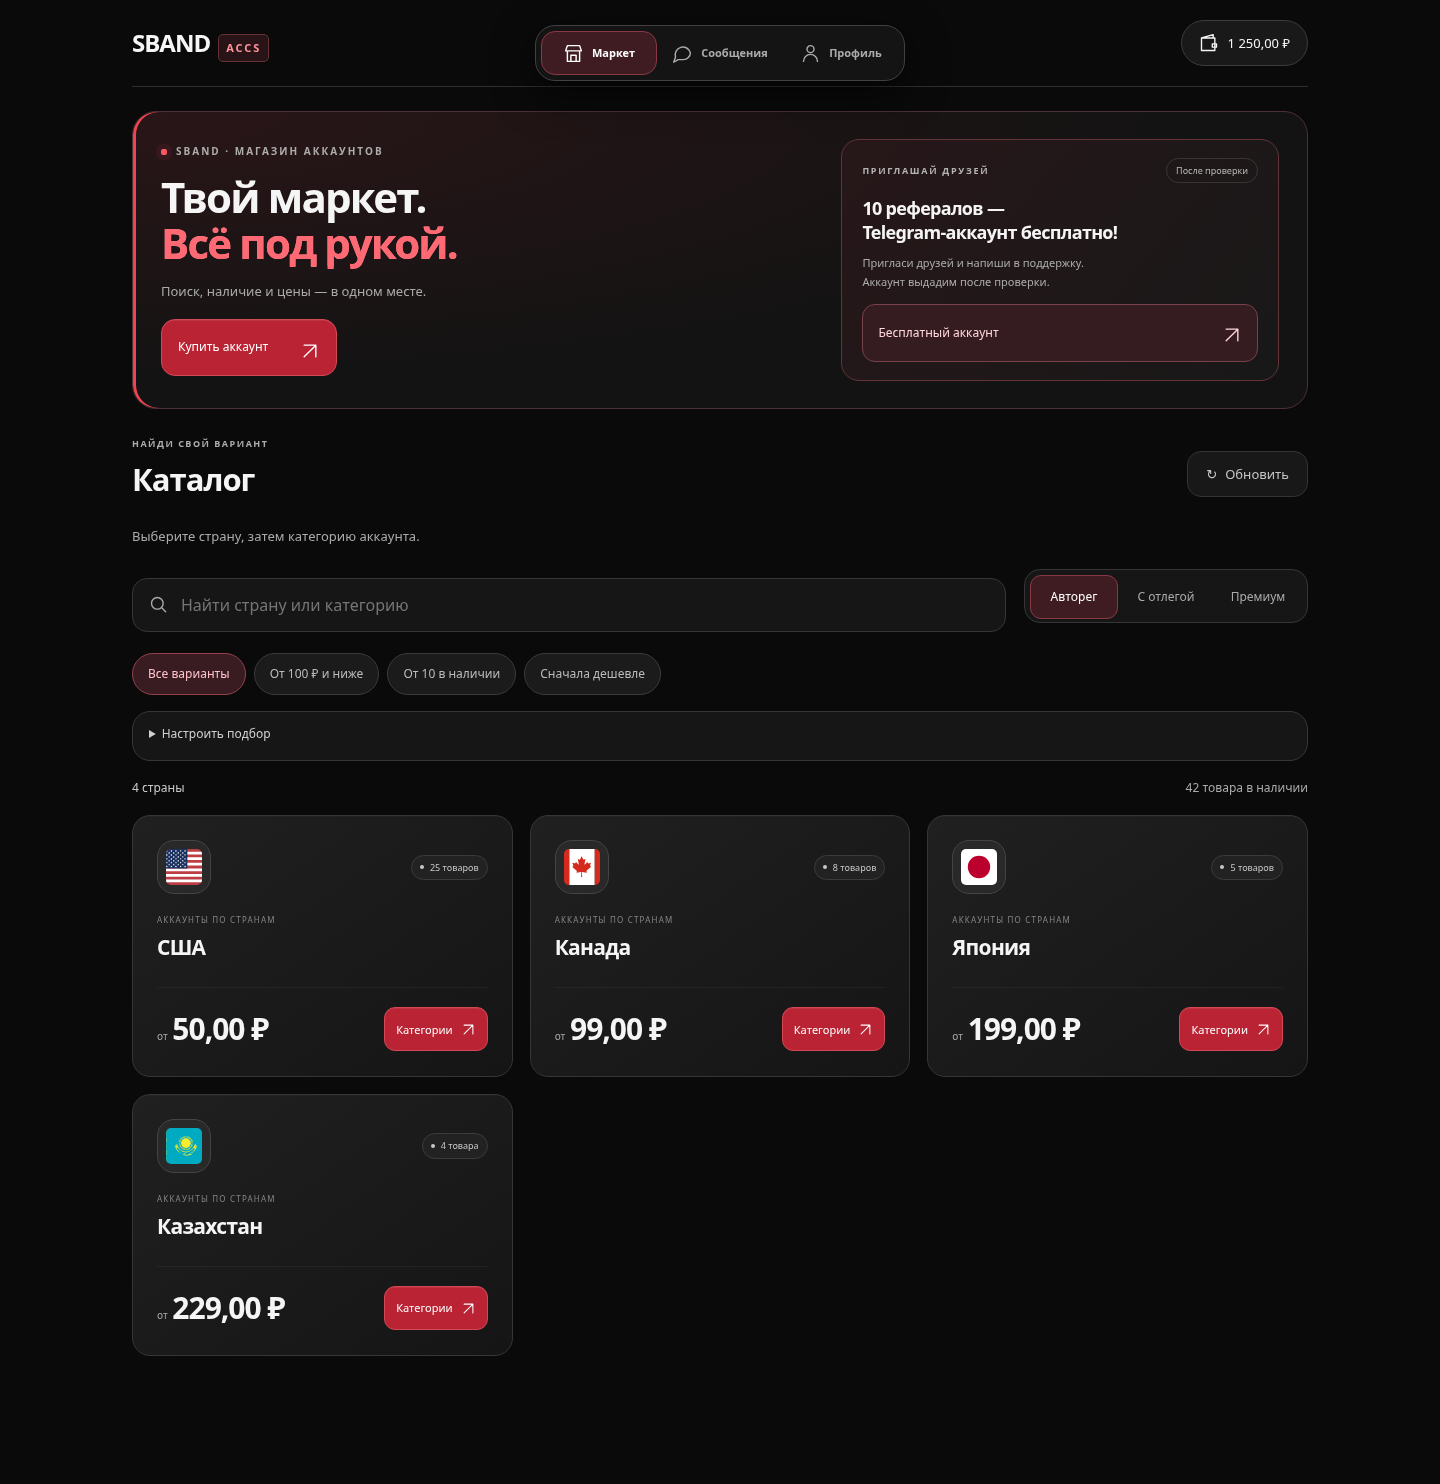 SBAND ACCS
Маркет
Сообщения
Профиль
1 250,00 ₽
SBAND · МАГАЗИН АККАУНТОВ
Твой маркет.
Всё под рукой.
Поиск, наличие и цены — в одном месте.
Купить аккаунт
ПРИГЛАШАЙ ДРУЗЕЙ
После проверки
10 рефералов —
Telegram-аккаунт бесплатно!
Пригласи друзей и напиши в поддержку.
Аккаунт выдадим после проверки.
Бесплатный аккаунт
НАЙДИ СВОЙ ВАРИАНТ
Каталог
↻ Обновить
Выберите страну, затем категорию аккаунта.
Найти страну или категорию
Авторег
С отлегой
Премиум
Все варианты
От 100 ₽ и ниже
От 10 в наличии
Сначала дешевле
Настроить подбор
4 страны
42 товара в наличии
25 товаров
АККАУНТЫ ПО СТРАНАМ
США
от 50,00 ₽
Категории
8 товаров
АККАУНТЫ ПО СТРАНАМ
Канада
от 99,00 ₽
Категории
5 товаров
АККАУНТЫ ПО СТРАНАМ
Япония
от 199,00 ₽
Категории
4 товара
АККАУНТЫ ПО СТРАНАМ
Казахстан
от 229,00 ₽
Категории